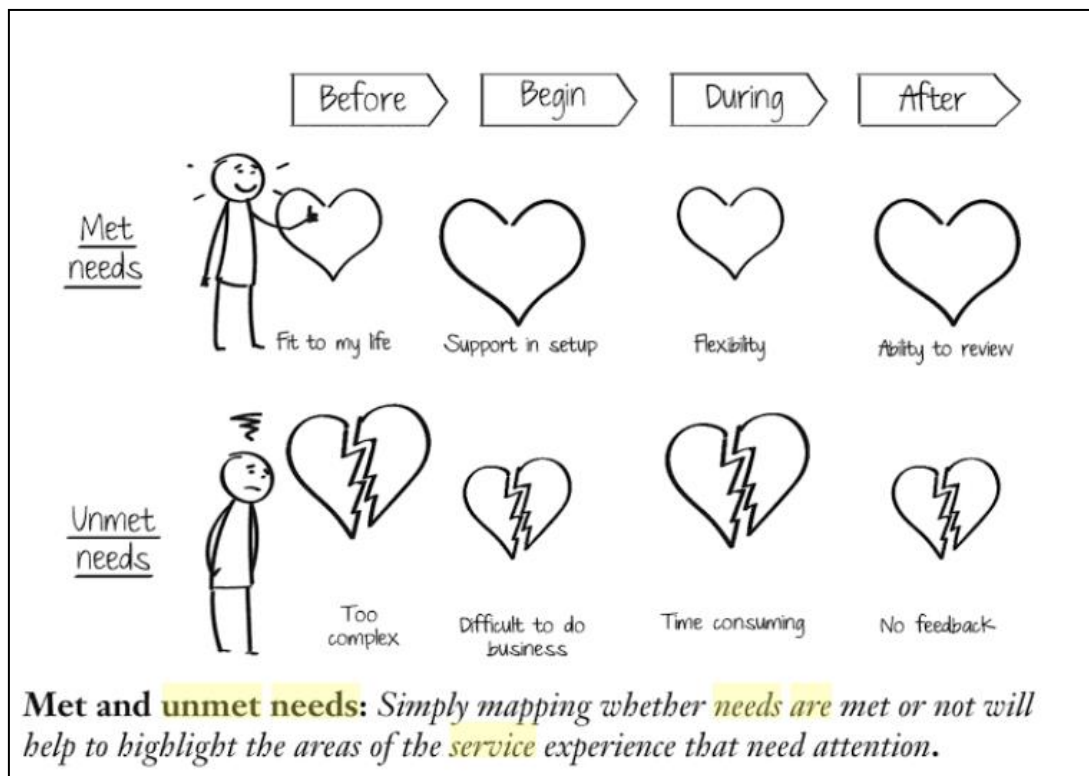 Before
Begin
During
After
Met
needs
Fit to my life
Support in setup
Flexibility
Ability to review
Unmet
needs
Too
complex
Difficult to do
business
Time consuming
No feedback
Met and unmet needs: Simply mapping whether needs are met or not will
help to highlight the areas of the service experience that need attention.